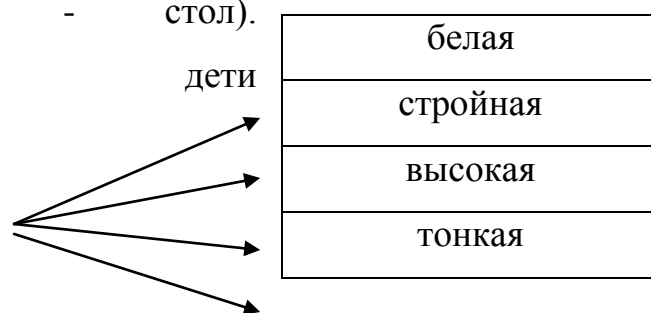 - стол).
дети
белая
стройная
высокая
тонкая